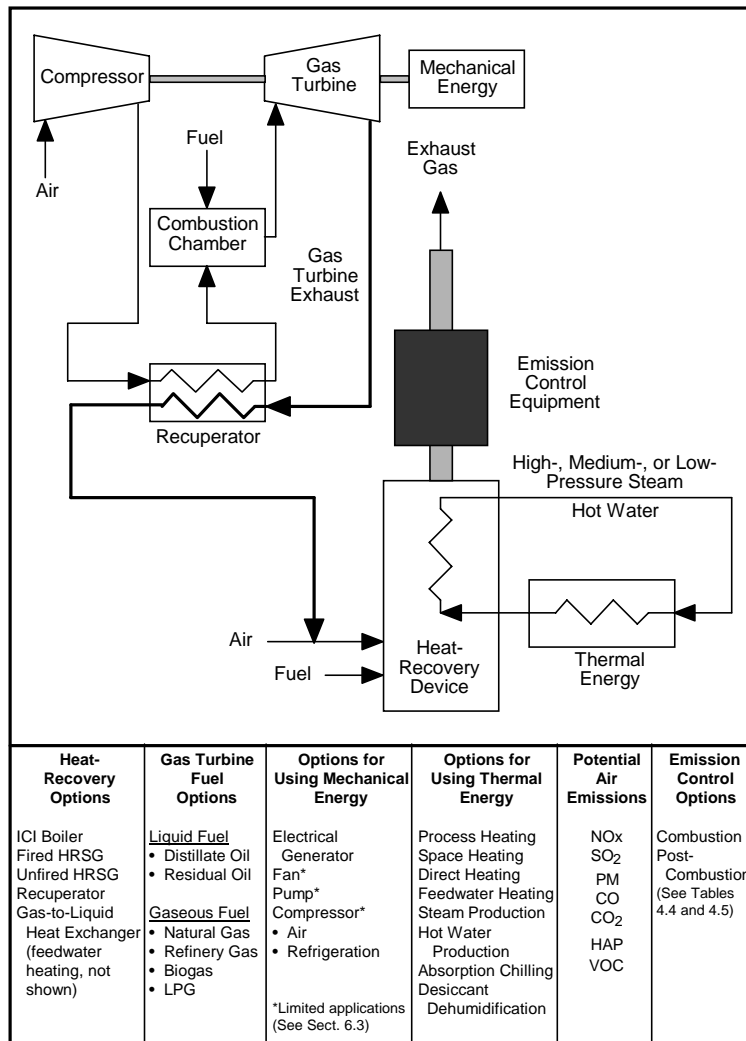 Compressor
Gas
Turbine
Mechanical
Energy
Fuel
Air
Exhaust
Gas
Combustion
Chamber
Gas
Turbine
Exhaust
Recuperator
Emission
Control
Equipment
High-, Medium-, or Low-
Pressure Steam
Hot Water
Air
Fuel
Heat-
Recovery
Device
Thermal
Energy
Heat-
Recovery
Options
ICI Boiler
Fired HRSG
Unfired HRSG
Recuperator
Gas-to-Liquid
Heat Exchanger
(feedwater
heating, not
shown)
Gas Turbine
Fuel
Options
Liquid Fuel
• Distillate Oil
• Residual Oil
Gaseous Fuel
• Natural Gas
• Refinery Gas
• Biogas
• LPG
Options for
Using Mechanical
Energy
Electrical
Generator
Fan*
Pump*
Compressor*
• Air
• Refrigeration
*Limited applications
(See Sect. 6.3)
Options for
Using Thermal
Energy
Process Heating
Space Heating
Direct Heating
Feedwater Heating
Steam Production
Hot Water
Production
Absorption Chilling
Desiccant
Dehumidification
Potential
Air
Emissions
NOx
SO2
PM
CO
CO2
HAP
VOC
Emission
Control
Options
Combustion
Post-
Combustion
(See Tables
4.4 and 4.5)